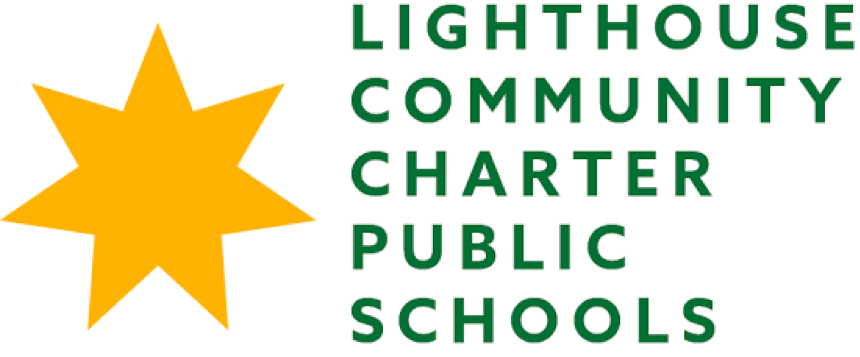 LIGHTHOUSE
COMMUNITY
CHARTER
PUBLIC
SCHOOLS